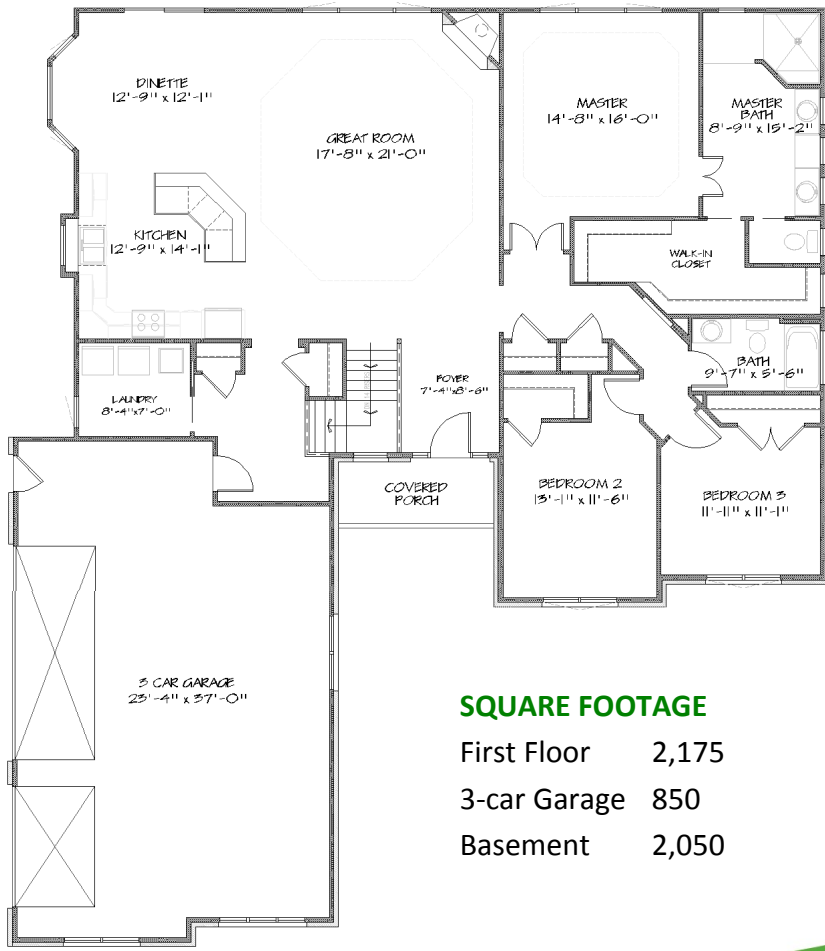 DINETTE
12'-9" x 12'-1"
GREAT ROOM
17'-8" x 21'-0"
MASTER
14'-8" x 16'-0"
MASTER
BATH
8'-9" x 15'-2"
KITCHEN
12'-9" x 14'-1"
WALK-IN
CLOSET
BATH
9'-7" x 5'-6"
LAUNDRY
8'-4"x7'-0"
FOYER
7'-4"x8'-6"
COVERED
PORCH
BEDROOM 2
13'-1" x 11'-6"
BEDROOM 3
11'-11" x 11'-1"
3 CAR GARAGE
23'-4" x 37'-0"
SQUARE FOOTAGE
First Floor 2,175
3-car Garage 850
Basement 2,050